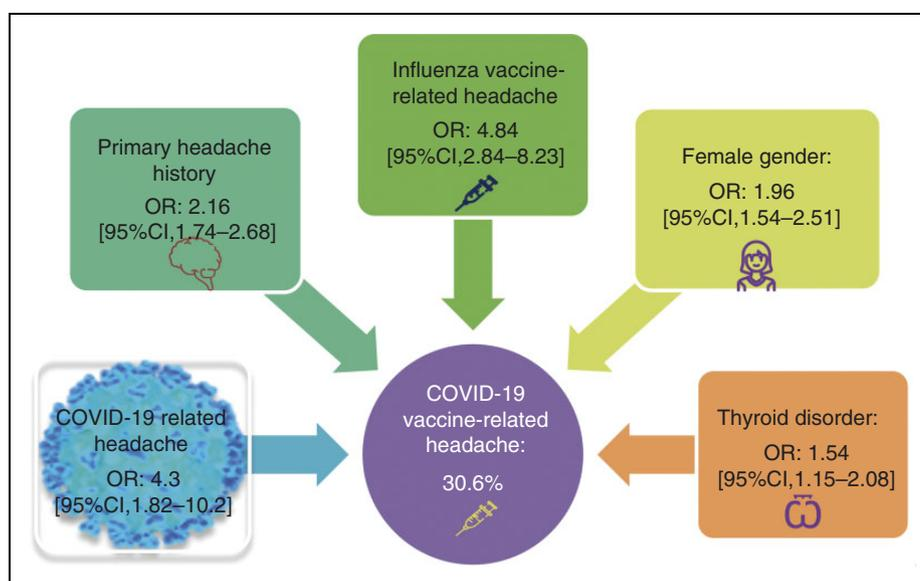 Influenza vaccine-
related headache
OR: 4.84
[95%CI,2.84–8.23]
Primary headache
history
OR: 2.16
[95%CI,1.74–2.68]
Female gender:
OR: 1.96
[95%CI,1.54–2.51]
COVID-19 related
headache
OR: 4.3
[95%CI,1.82–10.2]
COVID-19
vaccine-related
headache:
30.6%
Thyroid disorder:
OR: 1.54
[95%CI,1.15–2.08]